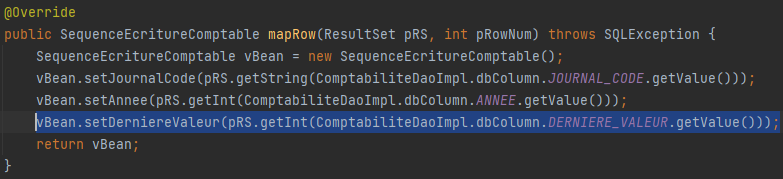 @Override
public SequenceEcritureComptable mapRow(ResultSet pRS, int pRowNum) throws SQLException {
    SequenceEcritureComptable vBean = new SequenceEcritureComptable();
    vBean.setJournalCode(pRS.getString(ComptabiliteDaoImpl.dbColumn.JOURNAL_CODE.getValue()));
    vBean.setAnnee(pRS.getInt(ComptabiliteDaoImpl.dbColumn.ANNEE.getValue()));
    vBean.setDerniereValeur(pRS.getInt(ComptabiliteDaoImpl.dbColumn.DERNIERE_VALEUR.getValue()));
    return vBean;
}